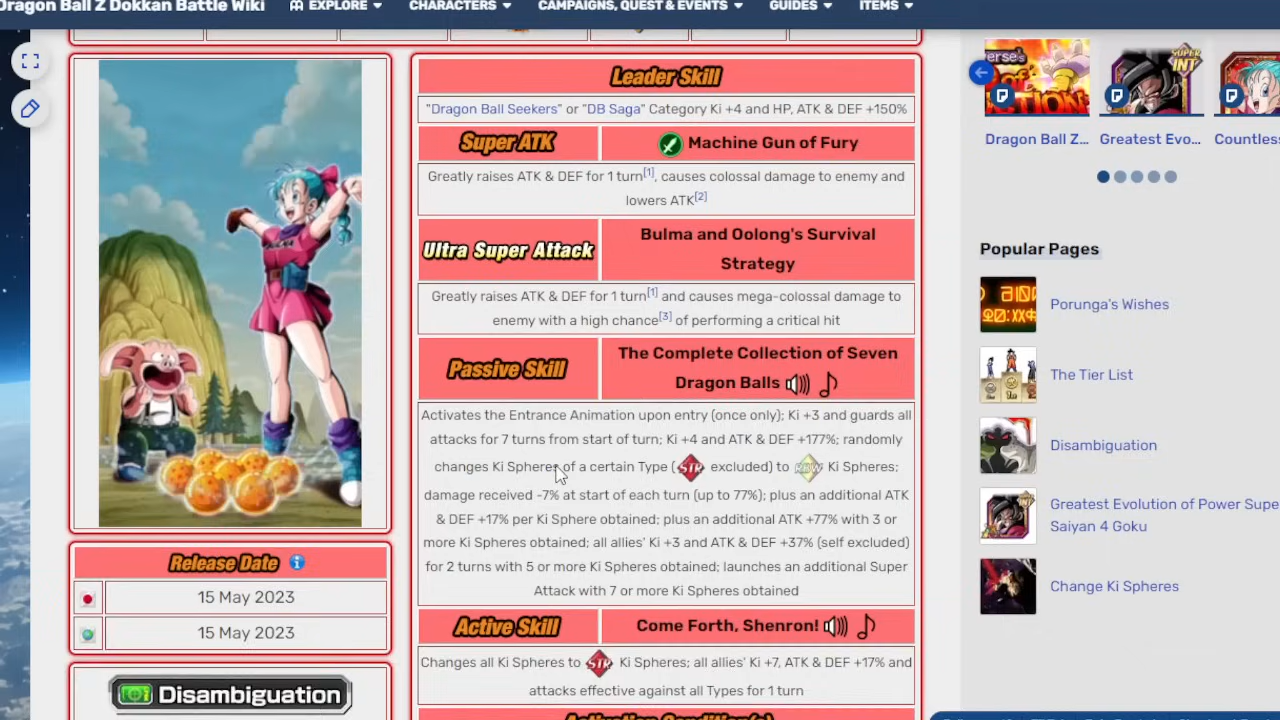 Dragon Ball Z Dokkan Battle Wiki
EXPLORE
CHARACTERS
CAMPAIGNS, QUEST & EVENTS
GUIDES
ITEMS
Leader Skill
"Dragon Ball Seekers" or "DB Saga" Category Ki +4 and HP, ATK & DEF +150%
Super ATK
Machine Gun of Fury
Greatly raises ATK & DEF for 1 turn[1], causes colossal damage to enemy and
lowers ATK[2]
Ultra Super Attack
Bulma and Oolong's Survival
Strategy
Greatly raises ATK & DEF for 1 turn[1] and causes mega-colossal damage to
enemy with a high chance[3] of performing a critical hit
Passive Skill
The Complete Collection of Seven
Dragon Balls
Activates the Entrance Animation upon entry (once only); Ki +3 and guards all
attacks for 7 turns from start of turn; Ki +4 and ATK & DEF +177%; randomly
changes Ki Spheres of a certain Type (STR excluded) to RBW Ki Spheres;
damage received -7% at start of each turn (up to 77%); plus an additional ATK
& DEF +17% per Ki Sphere obtained; plus an additional ATK +77% with 3 or
more Ki Spheres obtained; all allies' Ki +3 and ATK & DEF +37% (self excluded)
for 2 turns with 5 or more Ki Spheres obtained; launches an additional Super
Attack with 7 or more Ki Spheres obtained
Active Skill
Come Forth, Shenron!
Changes all Ki Spheres to STR Ki Spheres; all allies' Ki +7, ATK & DEF +17% and
attacks effective against all Types for 1 turn
Release Date
15 May 2023
15 May 2023
Disambiguation
SUPER
INT
Dragon Ball Z...
Greatest Evo...
Countless
Popular Pages
Porunga's Wishes
The Tier List
Disambiguation
Greatest Evolution of Power Supe
Saiyan 4 Goku
Change Ki Spheres